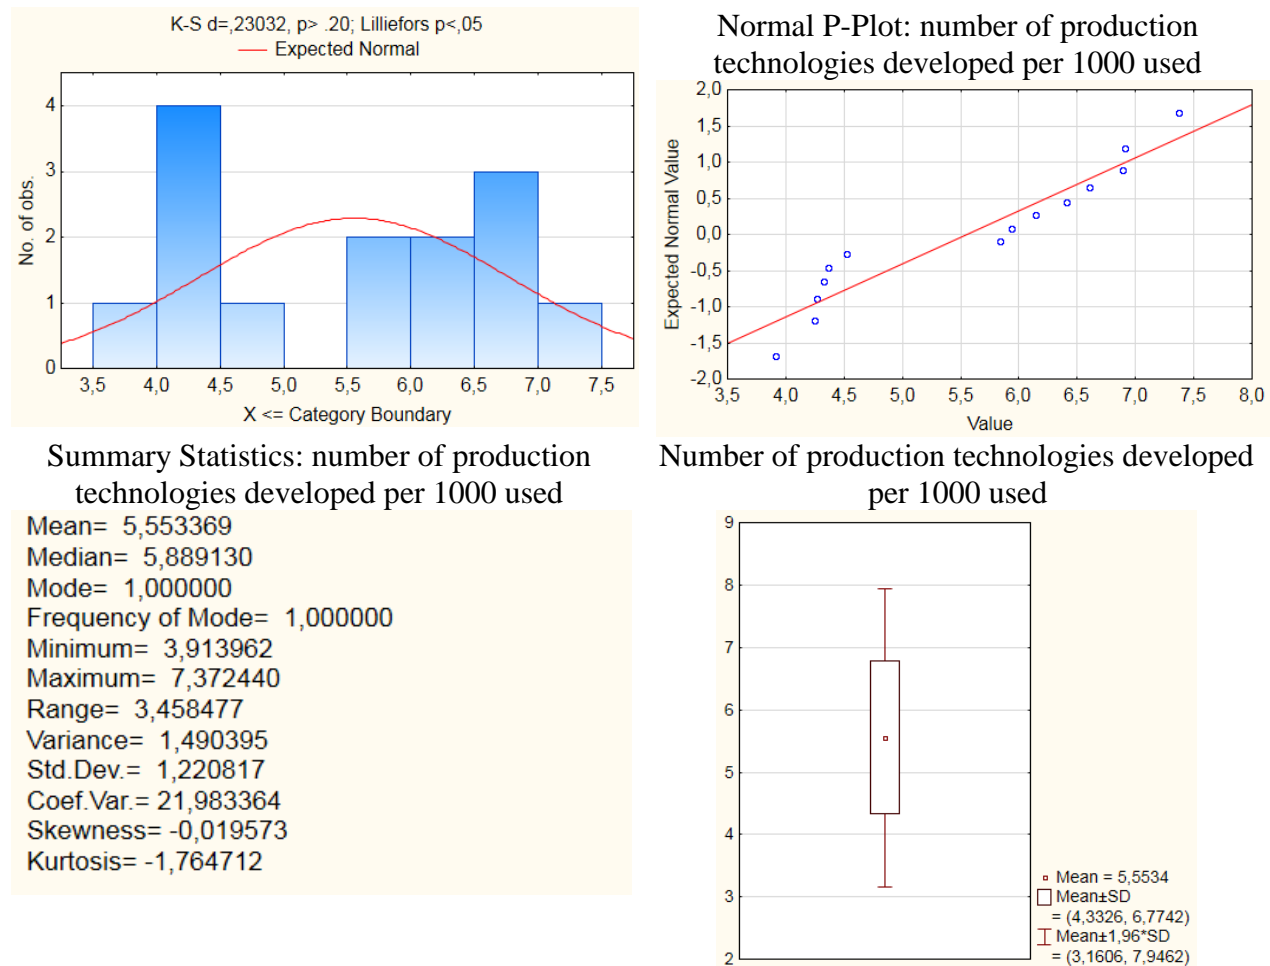 K-S d=,23032, p> .20; Lilliefors p<,05
Expected Normal
No. of obs.
4
3
2
1
0
3,5 4,0 4,5 5,0 5,5 6,0 6,5 7,0 7,5
X <= Category Boundary
Normal P-Plot: number of production
technologies developed per 1000 used
Expected Normal Value
2,0
1,5
1,0
0,5
0,0
-0,5
-1,0
-1,5
-2,0
3,5 4,0 4,5 5,0 5,5 6,0 6,5 7,0 7,5 8,0
Value
Summary Statistics: number of production
technologies developed per 1000 used
Mean= 5,553369
Median= 5,889130
Mode= 1,000000
Frequency of Mode= 1,000000
Minimum= 3,913962
Maximum= 7,372440
Range= 3,458477
Variance= 1,490395
Std.Dev.= 1,220817
Coef.Var.= 21,983364
Skewness= -0,019573
Kurtosis= -1,764712
Number of production technologies developed
per 1000 used
9
8
7
6
5
4
3
2
Mean = 5,5534
Mean±SD
= (4,3326, 6,7742)
Mean±1,96*SD
= (3,1606, 7,9462)